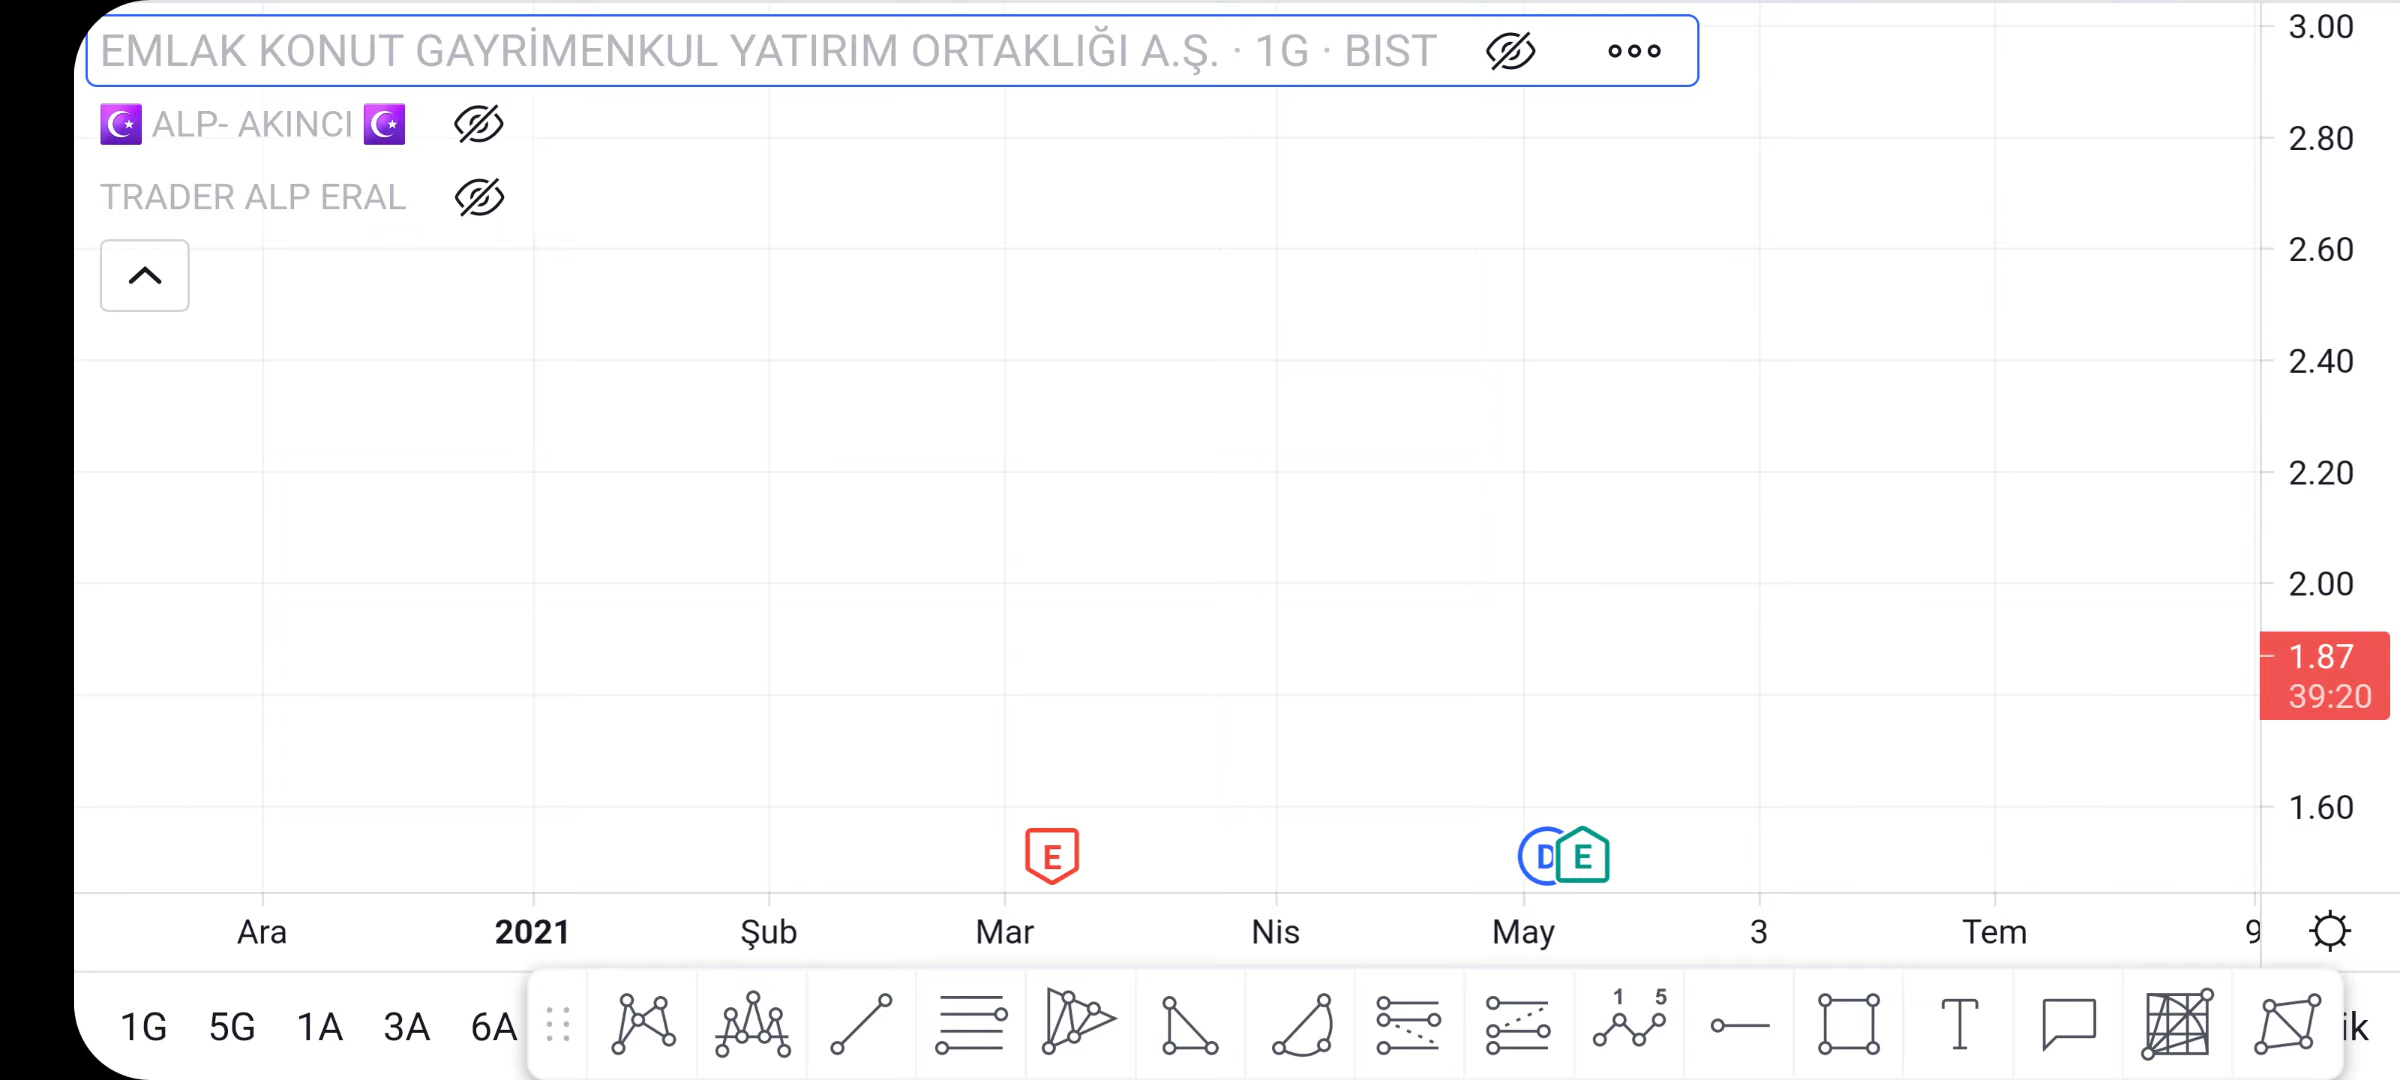 EMLAK KONUT GAYRİMENKUL YATIRIM ORTAKLIĞI A.Ş. · 1G · BIST
ALP- AKINCI
TRADER ALP ERAL
3.00
2.80
2.60
2.40
2.20
2.00
1.87
39:20
1.60
E
D E
Ara 2021 Şub Mar Nis May 3 Tem 9
1G 5G 1A 3A 6A
1 5
T
ik